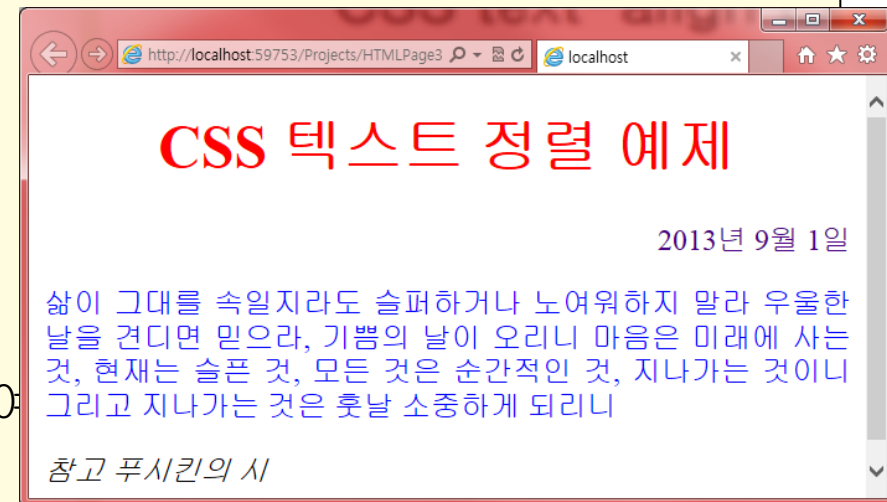 CSS text align
http://localhost:59753/Projects/HTMLPage3
localhost
CSS 텍스트 정렬 예제
2013년 9월 1일
삶이 그대를 속일지라도 슬퍼하거나 노여워하지 말라 우울한
날을 견디면 믿으라, 기쁨의 날이 오리니 마음은 미래에 사는
것, 현재는 슬픈 것, 모든 것은 순간적인 것, 지나가는 것이니
그리고 지나가는 것은 훗날 소중하게 되리니
참고 푸시킨의 시